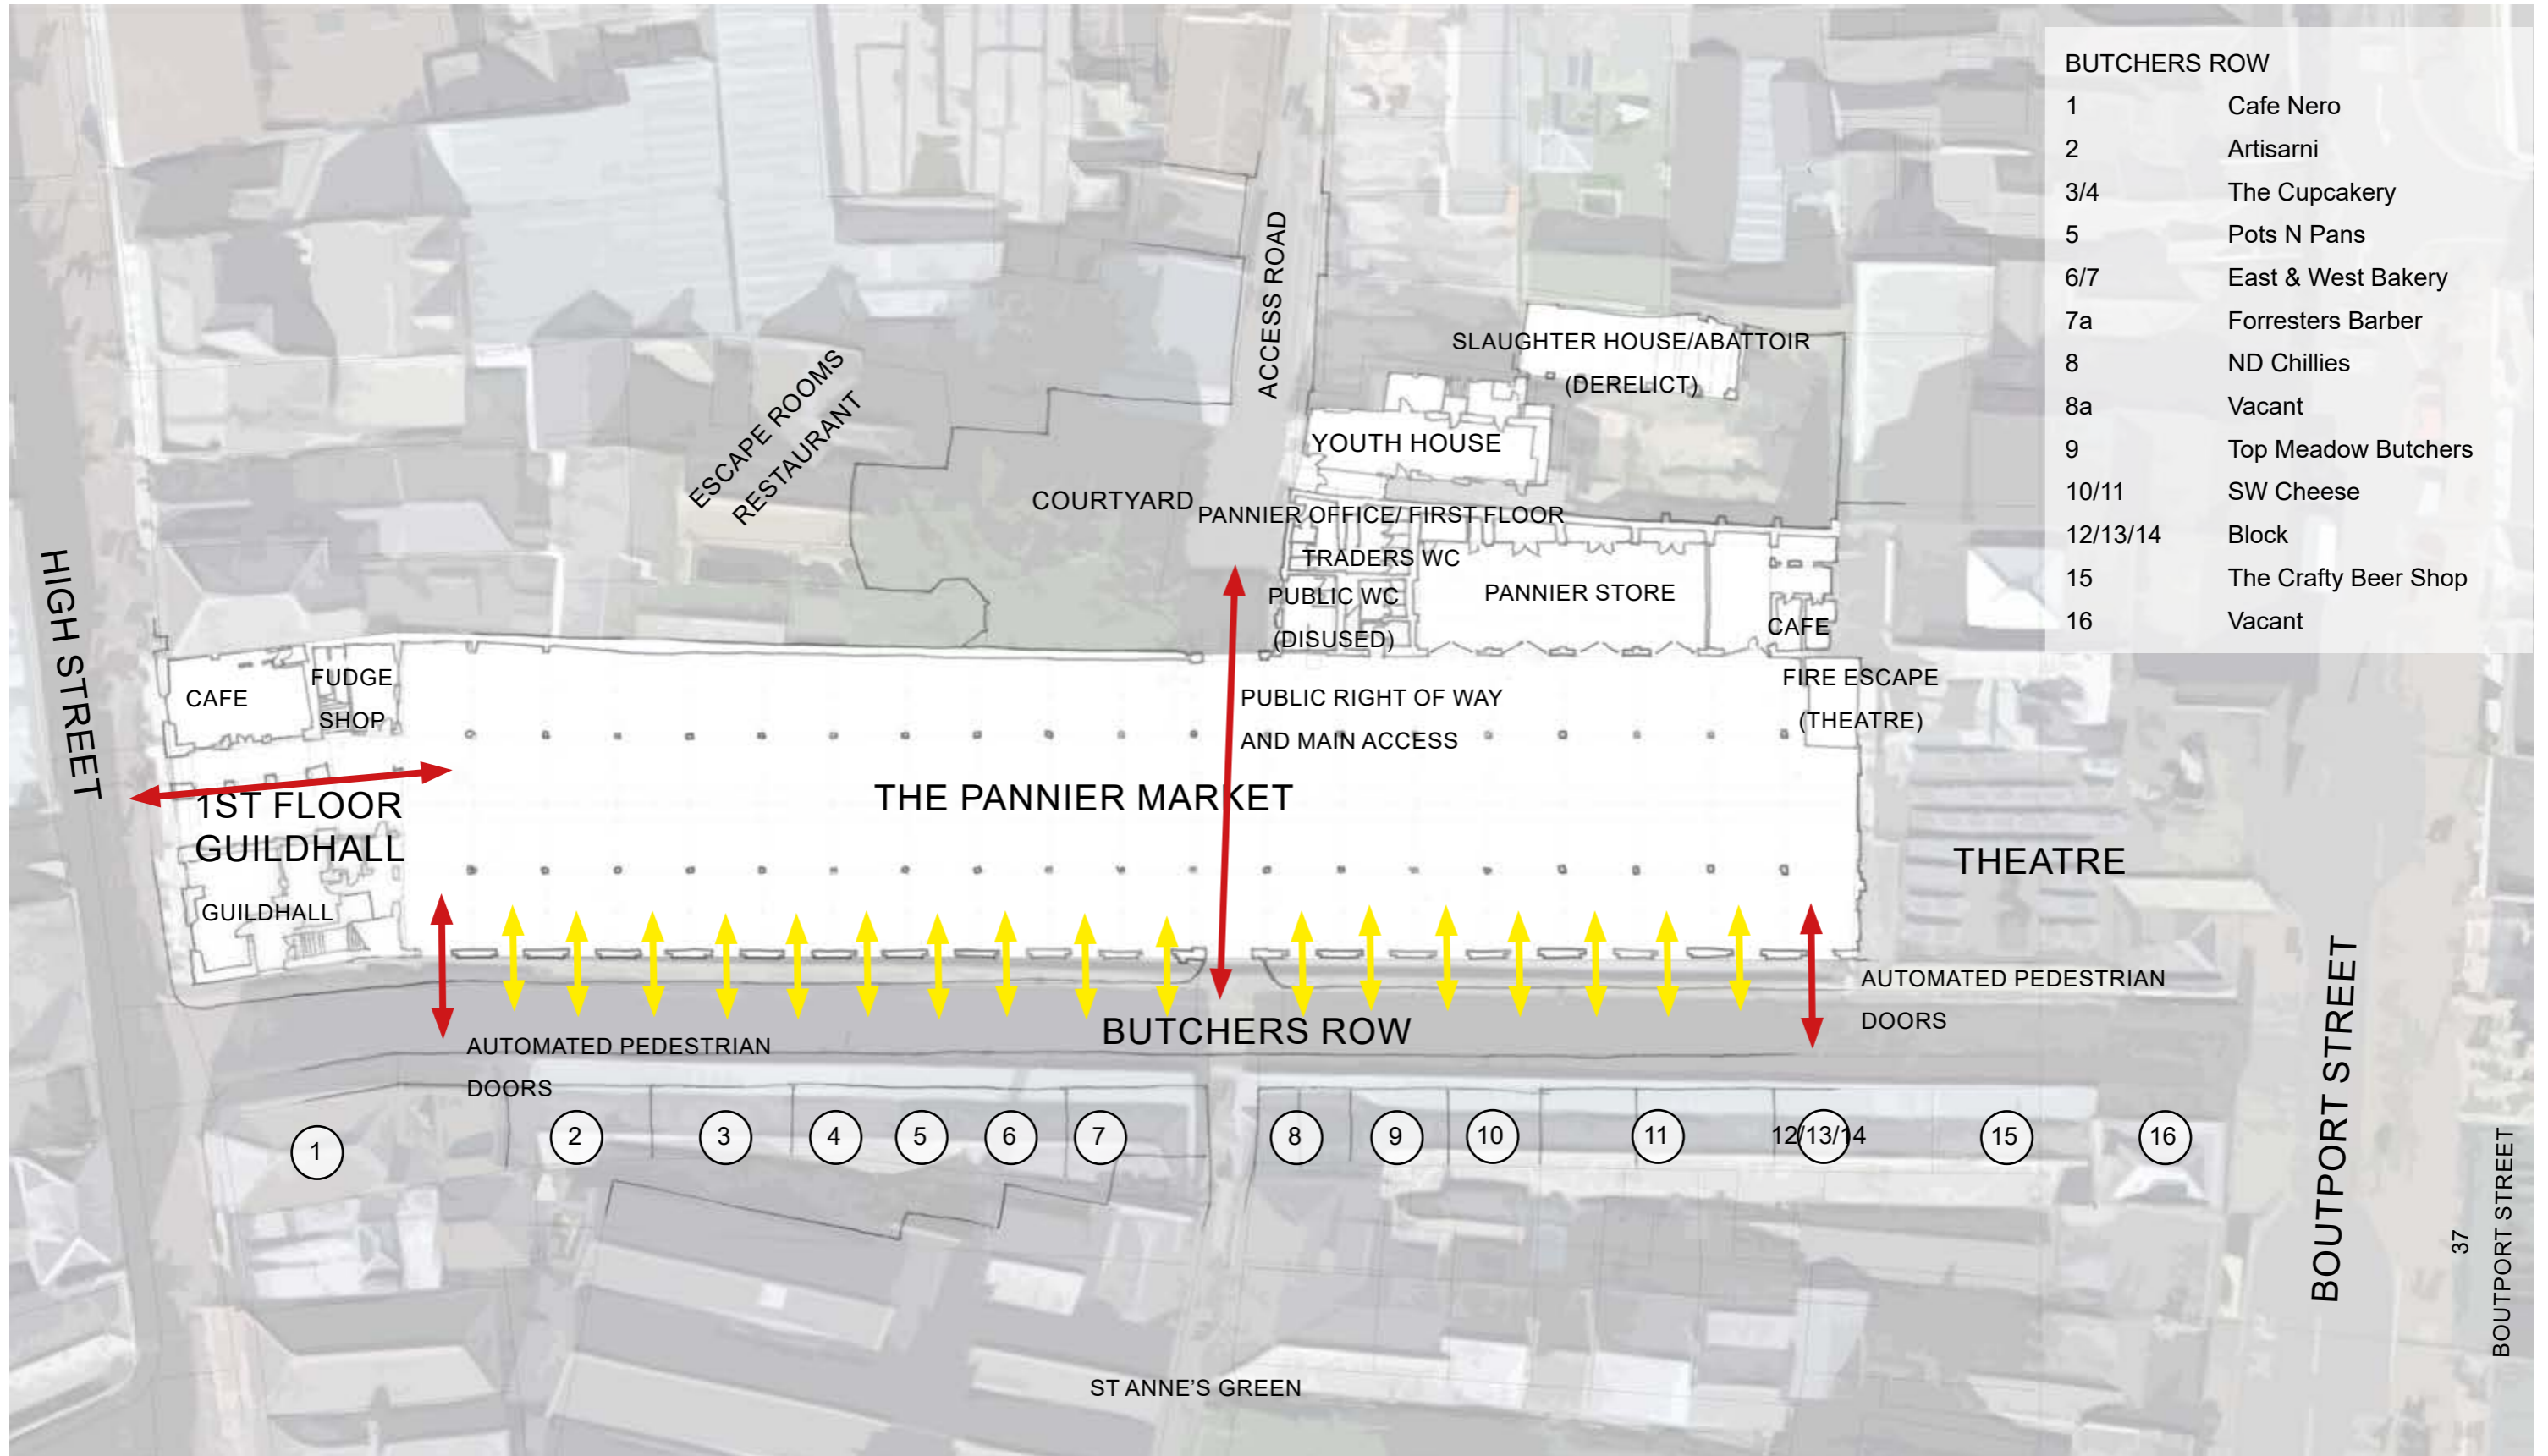 BUTCHERS ROW
1 Cafe Nero
2 Artisarni
3/4 The Cupcakery
5 Pots N Pans
6/7 East & West Bakery
7a Forresters Barber
8 ND Chillies
8a Vacant
9 Top Meadow Butchers
10/11 SW Cheese
12/13/14 Block
15 The Crafty Beer Shop
16 Vacant
ACCESS ROAD
SLAUGHTER HOUSE/ABATTOIR
(DERELICT)
ESCAPE ROOMS
RESTAURANT
YOUTH HOUSE
COURTYARD
PANNIER OFFICE/ FIRST FLOOR
TRADERS WC
PUBLIC WC
(DISUSED)
PANNIER STORE
CAFE
HIGH STREET
CAFE
FUDGE
SHOP
PUBLIC RIGHT OF WAY
AND MAIN ACCESS
FIRE ESCAPE
(THEATRE)
1ST FLOOR
GUILDHALL
THE PANNIER MARKET
THEATRE
GUILDHALL
AUTOMATED PEDESTRIAN
DOORS
BUTCHERS ROW
AUTOMATED PEDESTRIAN
DOORS
BOUTPORT STREET
1
2
3
4
5
6
7
8
9
10
11
12/13/14
15
16
37
BOUTPORT STREET
ST ANNE'S GREEN